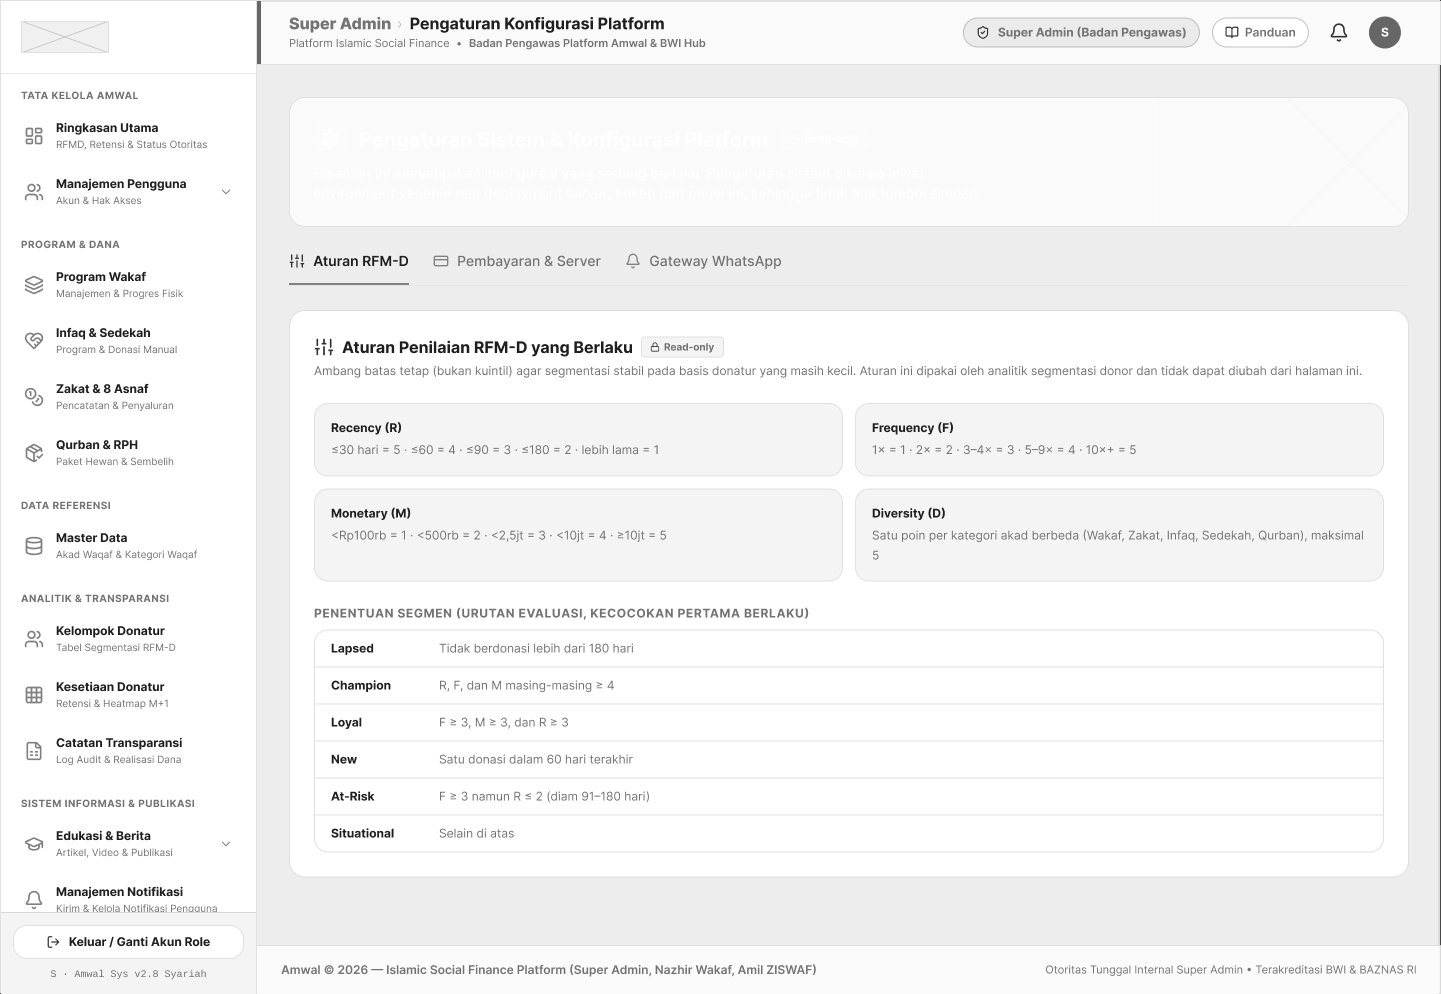 Super Admin › Pengaturan Konfigurasi Platform
Platform Islamic Social Finance • Badan Pengawas Platform Amwal & BWI Hub
Super Admin (Badan Pengawas)
Panduan
S
TATA KELOLA AMWAL
Ringkasan Utama
RFMD, Retensi & Status Otoritas
Manajemen Pengguna
Akun & Hak Akses
PROGRAM & DANA
Program Wakaf
Manajemen & Progres Fisik
Infaq & Sedekah
Program & Donasi Manual
Zakat & 8 Asnaf
Pencatatan & Penyaluran
Qurban & RPH
Paket Hewan & Sembelih
DATA REFERENSI
Master Data
Akad Waqaf & Kategori Waqaf
ANALITIK & TRANSPARANSI
Kelompok Donatur
Tabel Segmentasi RFM-D
Kesetiaan Donatur
Retensi & Heatmap M+1
Catatan Transparansi
Log Audit & Realisasi Dana
SISTEM INFORMASI & PUBLIKASI
Edukasi & Berita
Artikel, Video & Publikasi
Manajemen Notifikasi
Kirim & Kelola Notifikasi Pengguna
Keluar / Ganti Akun Role
S · Amwal Sys v2.8 Syariah
Pengaturan Sistem & Konfigurasi Platform
Aturan RFM-D
Pembayaran & Server
Gateway WhatsApp
Aturan Penilaian RFM-D yang Berlaku
Read-only
Ambang batas tetap (bukan kuintil) agar segmentasi stabil pada basis donatur yang masih kecil. Aturan ini dipakai oleh analitik segmentasi donor dan tidak dapat diubah dari halaman ini.
Recency (R)
≤30 hari = 5 · ≤60 = 4 · ≤90 = 3 · ≤180 = 2 · lebih lama = 1
Frequency (F)
1× = 1 · 2× = 2 · 3–4× = 3 · 5–9× = 4 · 10×+ = 5
Monetary (M)
<Rp100rb = 1 · <500rb = 2 · <2,5jt = 3 · <10jt = 4 · ≥10jt = 5
Diversity (D)
Satu poin per kategori akad berbeda (Wakaf, Zakat, Infaq, Sedekah, Qurban), maksimal
5
PENENTUAN SEGMEN (URUTAN EVALUASI, KECOCOKAN PERTAMA BERLAKU)
Lapsed Tidak berdonasi lebih dari 180 hari
Champion R, F, dan M masing-masing ≥ 4
Loyal F ≥ 3, M ≥ 3, dan R ≥ 3
New Satu donasi dalam 60 hari terakhir
At-Risk F ≥ 3 namun R ≤ 2 (diam 91–180 hari)
Situational Selain di atas
Amwal © 2026 — Islamic Social Finance Platform (Super Admin, Nazhir Wakaf, Amil ZISWAF)
Otoritas Tunggal Internal Super Admin • Terakreditasi BWI & BAZNAS RI